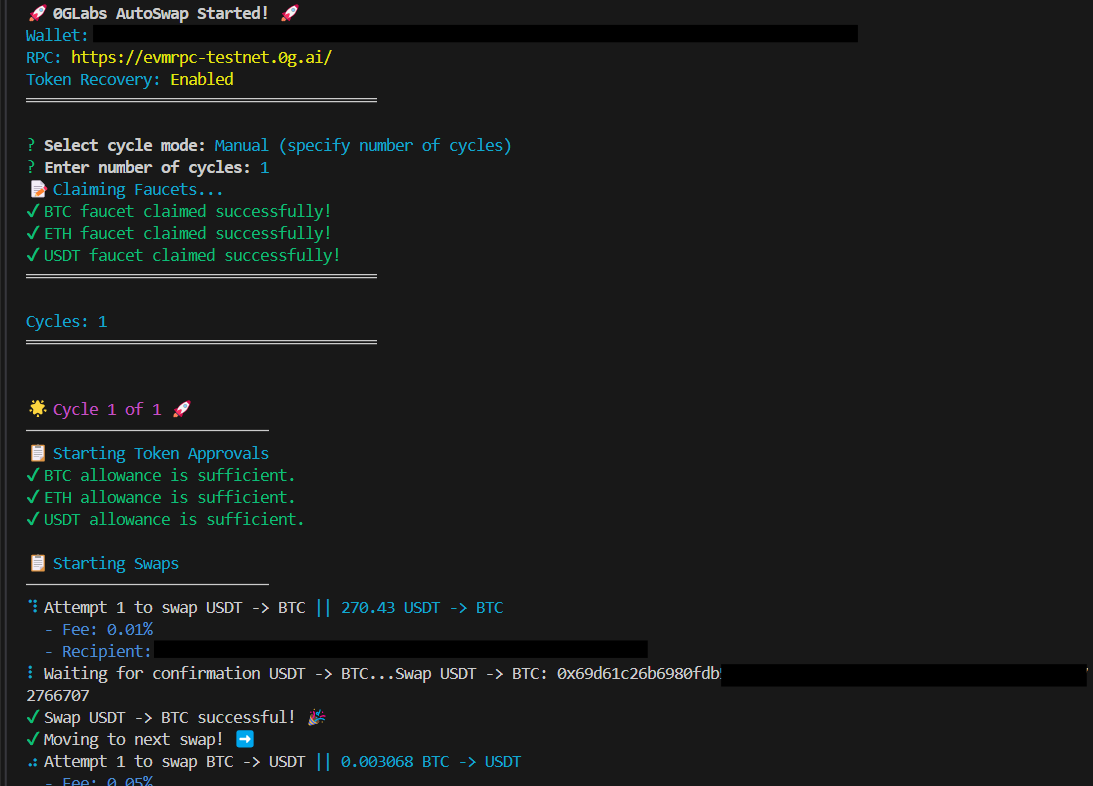 🚀 0GLabs AutoSwap Started! 🚀
Wallet:
RPC: https://evmrpc-testnet.0g.ai/
Token Recovery: Enabled
? Select cycle mode: Manual (specify number of cycles)
? Enter number of cycles: 1
📝 Claiming Faucets...
✓ BTC faucet claimed successfully!
✓ ETH faucet claimed successfully!
✓ USDT faucet claimed successfully!
Cycles: 1
🌟 Cycle 1 of 1 🚀
📋 Starting Token Approvals
✓ BTC allowance is sufficient.
✓ ETH allowance is sufficient.
✓ USDT allowance is sufficient.
📋 Starting Swaps
⠹ Attempt 1 to swap USDT -> BTC || 270.43 USDT -> BTC
- Fee: 0.01%
- Recipient:
⠇ Waiting for confirmation USDT -> BTC...Swap USDT -> BTC: 0x69d61c26b6980fdb
2766707
✓ Swap USDT -> BTC successful! 🎉
✓ Moving to next swap! ➡️
⠴ Attempt 1 to swap BTC -> USDT || 0.003068 BTC -> USDT
- Fee: 0.05%